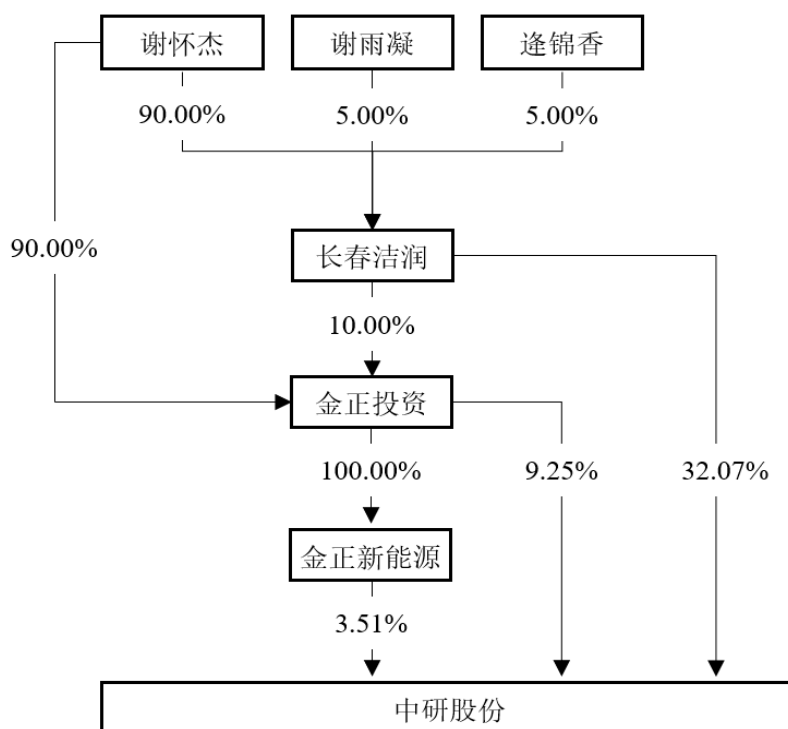 谢怀杰 谢雨凝 逄锦香
90.00% 5.00% 5.00%
90.00%
长春洁润
10.00%
金正投资
100.00% 9.25% 32.07%
金正新能源
3.51%
中研股份